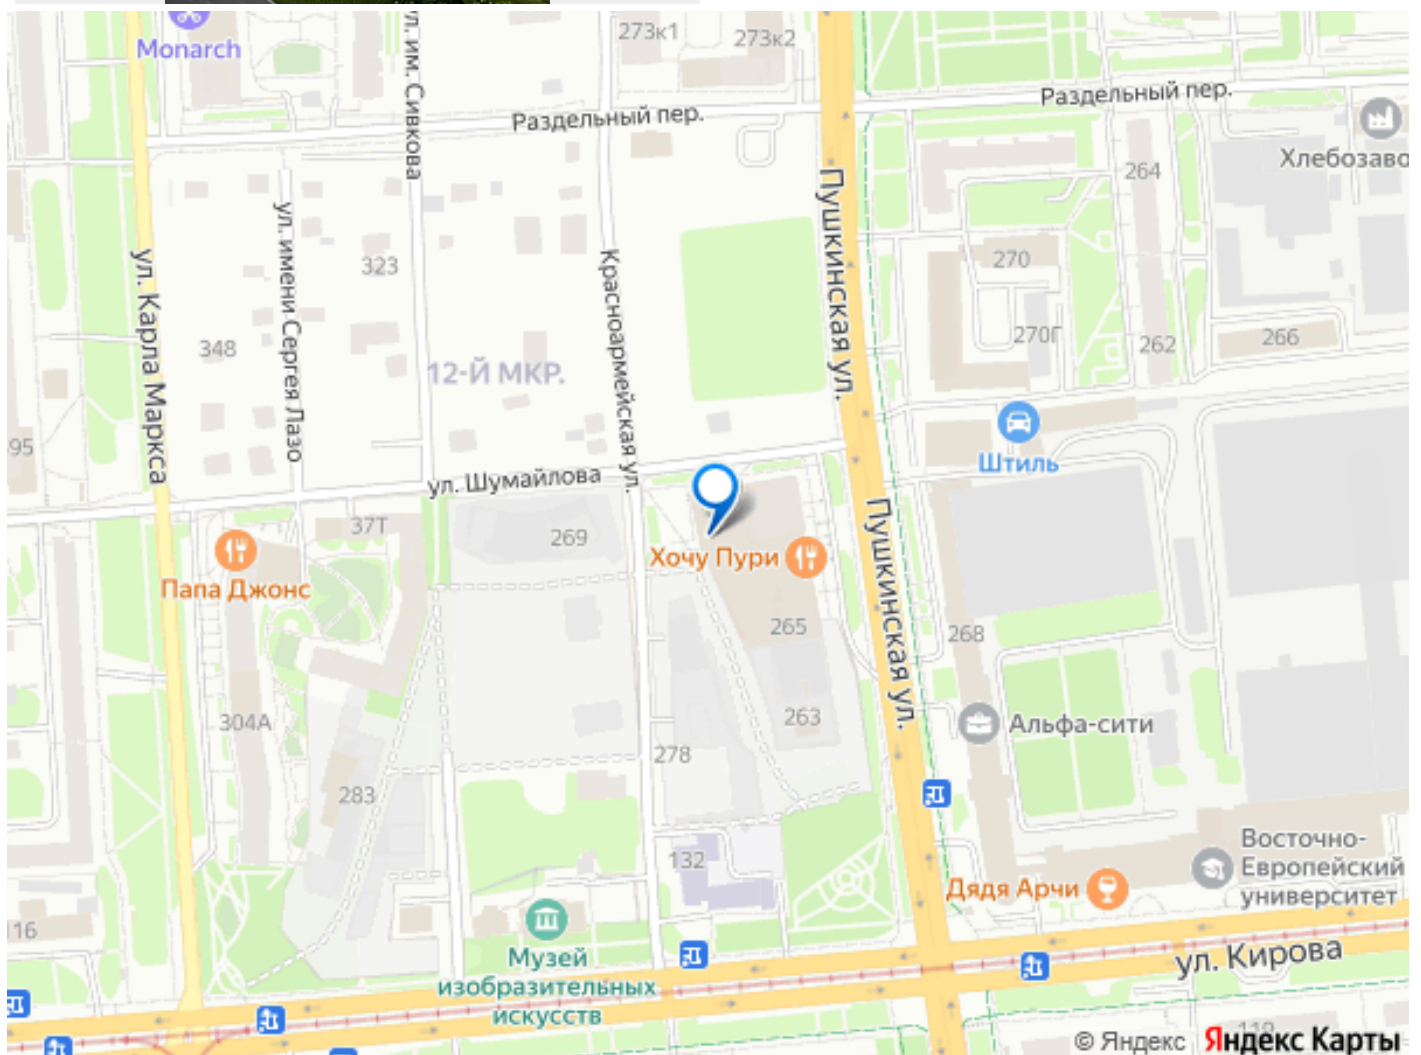 Monarch
273к1
273к2
ул. им. Сивкова
Раздельный пер.
Раздельный пер.
Хлебозаво
264
Пушкинская ул.
ул. имени Сергея Лазо
323
ул. Карла Маркса
Красноармейская ул.
270
270Г
262
266
348
12-Й МКР.
95
ул. Шумайлова
Штиль
37Т
269
Папа Джонс
Хочу Пури
Пушкинская ул.
265
268
304А
263
Альфа-сити
278
283
132
Восточно-
Европейский
университет
Дядя Арчи
16
Музей
изобразительных
искусств
ул. Кирова
© Яндекс
Яндекс Карты